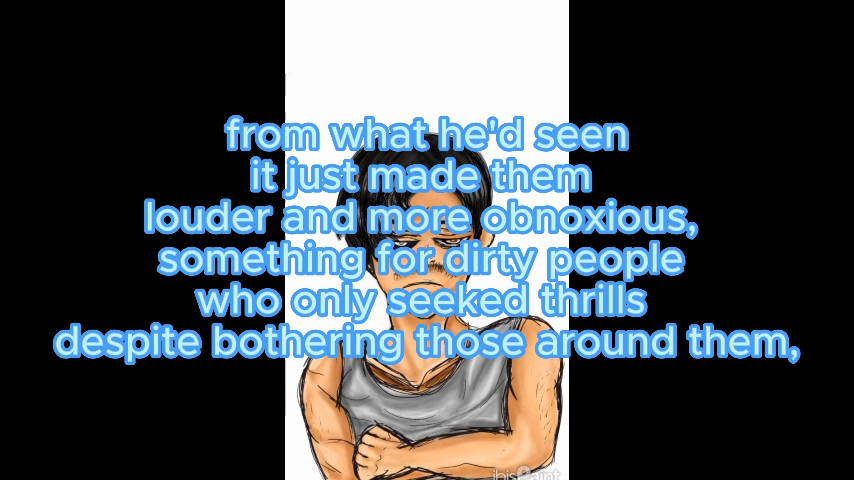 from what he'd seen
it just made them
louder and more obnoxious,
something for dirty people
who only seeked thrills
despite bothering those around them,
ibisPaint